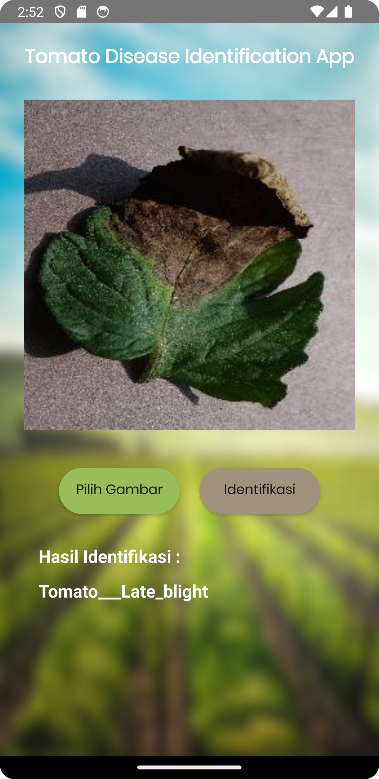 2:52
Tomato Disease Identification App
Pilih Gambar
Identifikasi
Hasil Identifikasi :
Tomato___Late_blight